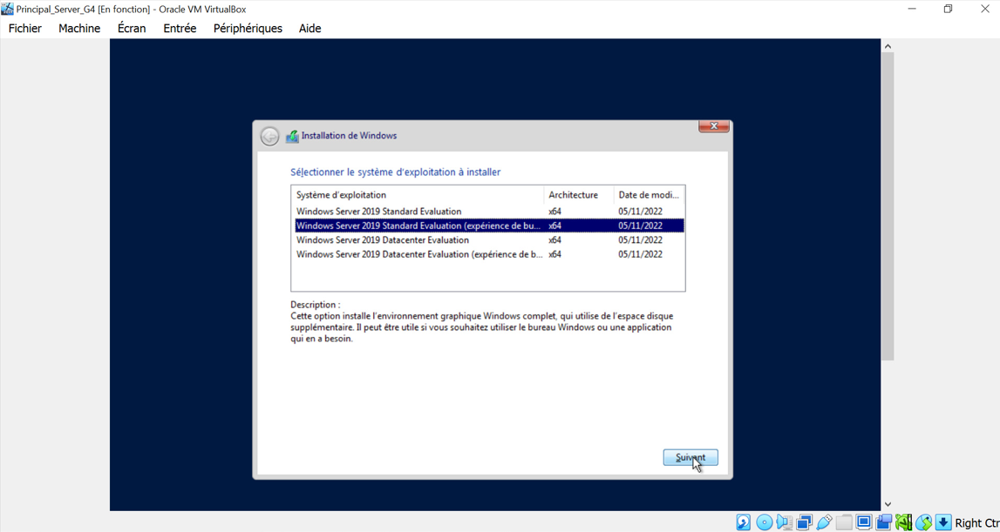 Principal_Server_G4 [En fonction] - Oracle VM VirtualBox
Fichier Machine Écran Entrée Périphériques Aide
Installation de Windows
Sélectionner le système d'exploitation à installer
Système d'exploitation Architecture Date de modi...
Windows Server 2019 Standard Evaluation x64 05/11/2022
Windows Server 2019 Standard Evaluation (expérience de bu... x64 05/11/2022
Windows Server 2019 Datacenter Evaluation x64 05/11/2022
Windows Server 2019 Datacenter Evaluation (expérience de b... x64 05/11/2022
Description :
Cette option installe l'environnement graphique Windows complet, qui utilise de l'espace disque
supplémentaire. Il peut être utile si vous souhaitez utiliser le bureau Windows ou une application
qui en a besoin.
Suivant
Right Ctr